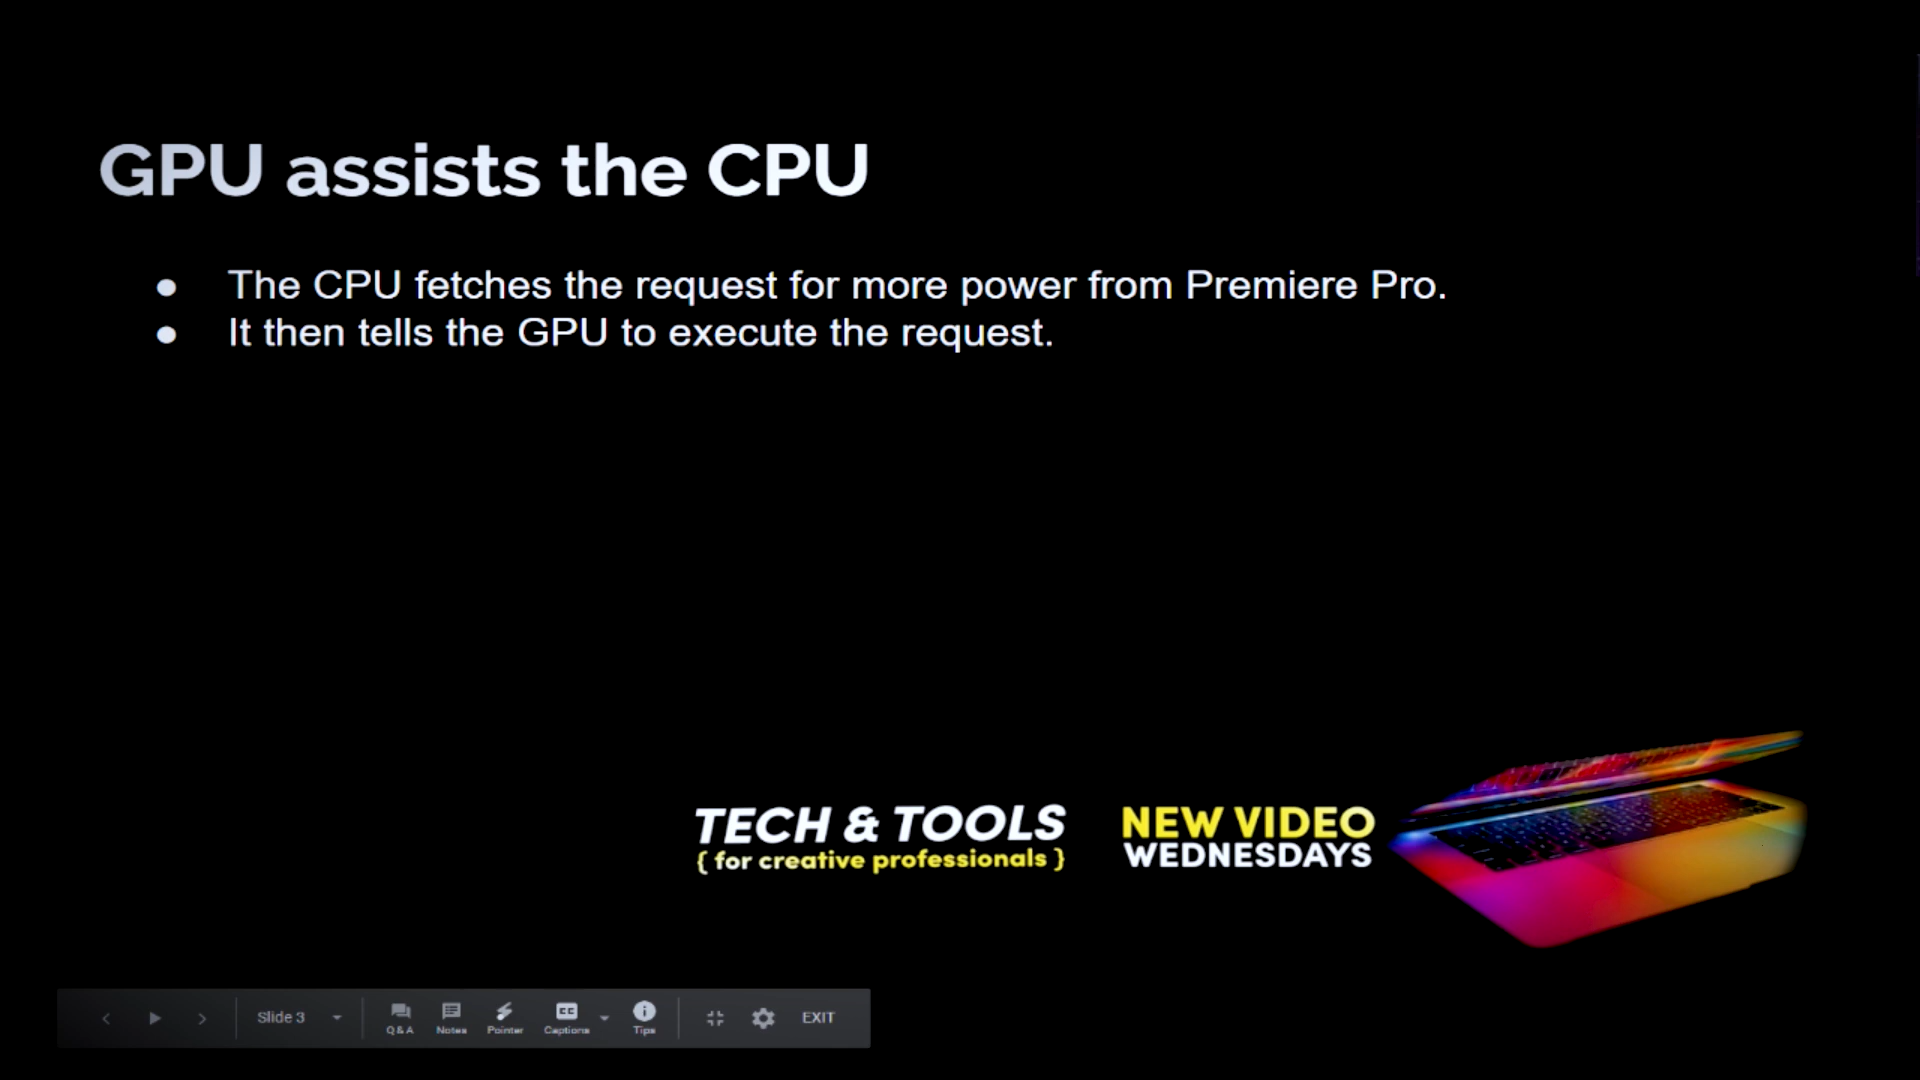 GPU assists the CPU
● The CPU fetches the request for more power from Premiere Pro.
● It then tells the GPU to execute the request.
TECH & TOOLS
{ for creative professionals }
NEW VIDEO
WEDNESDAYS
Slide 3
Q&A
Notes
Pointer
CC
Captions
Tips
EXIT